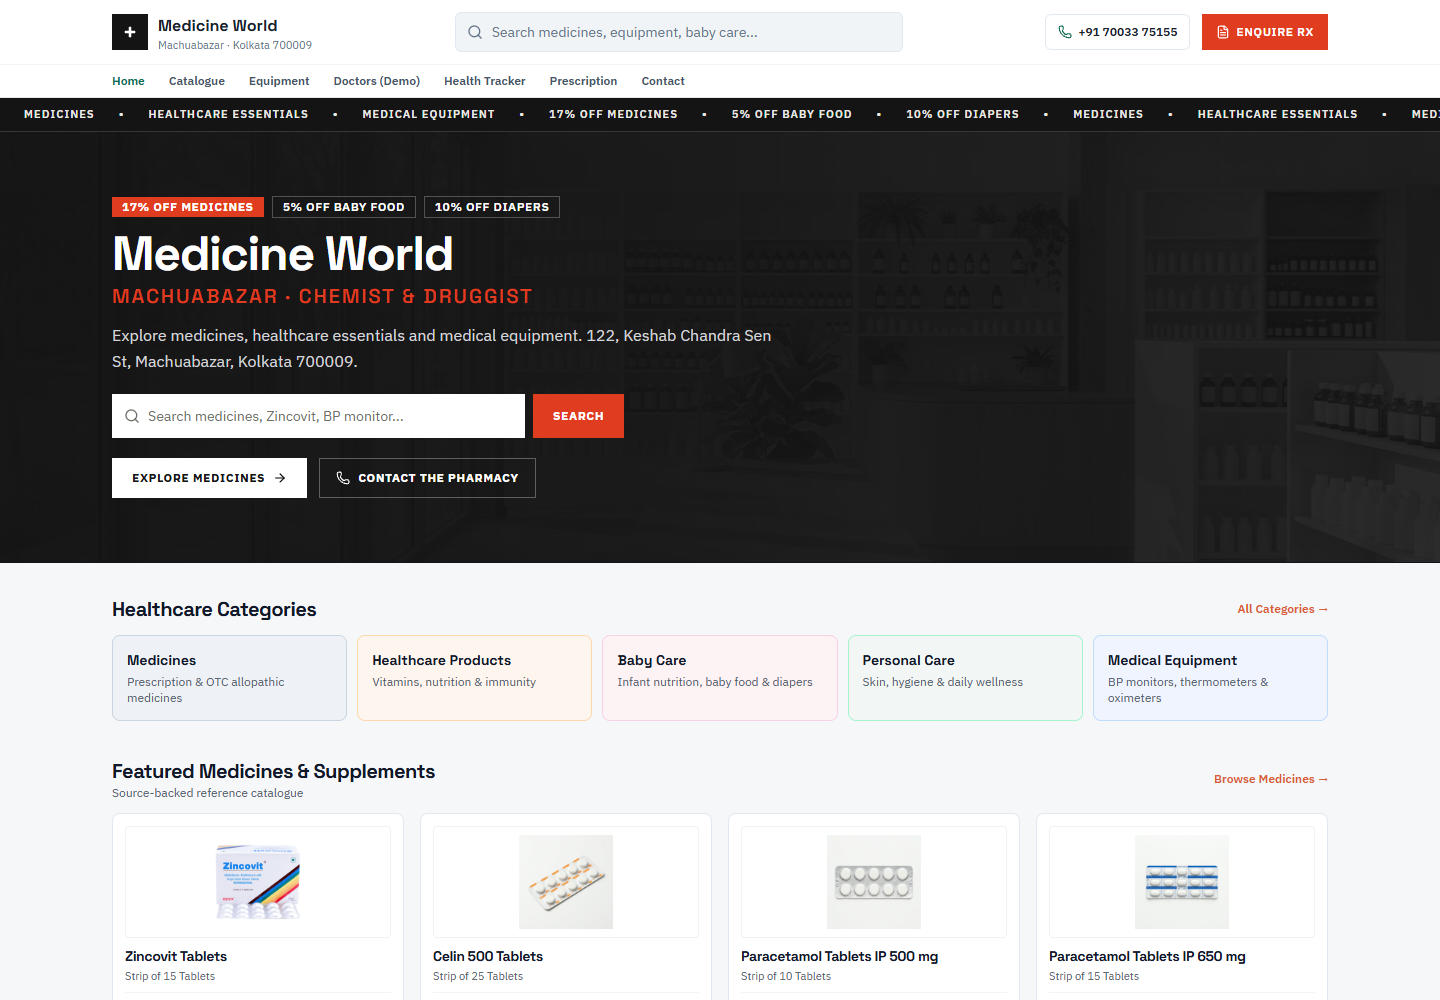 Medicine World
Machuabazar · Kolkata 700009
Search medicines, equipment, baby care...
+91 70033 75155
ENQUIRE RX
Home
Catalogue
Equipment
Doctors (Demo)
Health Tracker
Prescription
Contact
MEDICINES • HEALTHCARE ESSENTIALS • MEDICAL EQUIPMENT • 17% OFF MEDICINES • 5% OFF BABY FOOD • 10% OFF DIAPERS • MEDICINES • HEALTHCARE ESSENTIALS • MEDI
17% OFF MEDICINES
5% OFF BABY FOOD
10% OFF DIAPERS
Medicine World
MACHUABAZAR · CHEMIST & DRUGGIST
Explore medicines, healthcare essentials and medical equipment. 122, Keshab Chandra Sen
St, Machuabazar, Kolkata 700009.
Search medicines, Zincovit, BP monitor...
SEARCH
EXPLORE MEDICINES →
CONTACT THE PHARMACY
Healthcare Categories
All Categories →
Medicines
Prescription & OTC allopathic
medicines
Healthcare Products
Vitamins, nutrition & immunity
Baby Care
Infant nutrition, baby food & diapers
Personal Care
Skin, hygiene & daily wellness
Medical Equipment
BP monitors, thermometers &
oximeters
Featured Medicines & Supplements
Source-backed reference catalogue
Browse Medicines →
Zincovit
Zincovit Tablets
Strip of 15 Tablets
Celin 500 Tablets
Strip of 25 Tablets
Paracetamol Tablets IP 500 mg
Strip of 10 Tablets
Paracetamol Tablets IP 650 mg
Strip of 15 Tablets